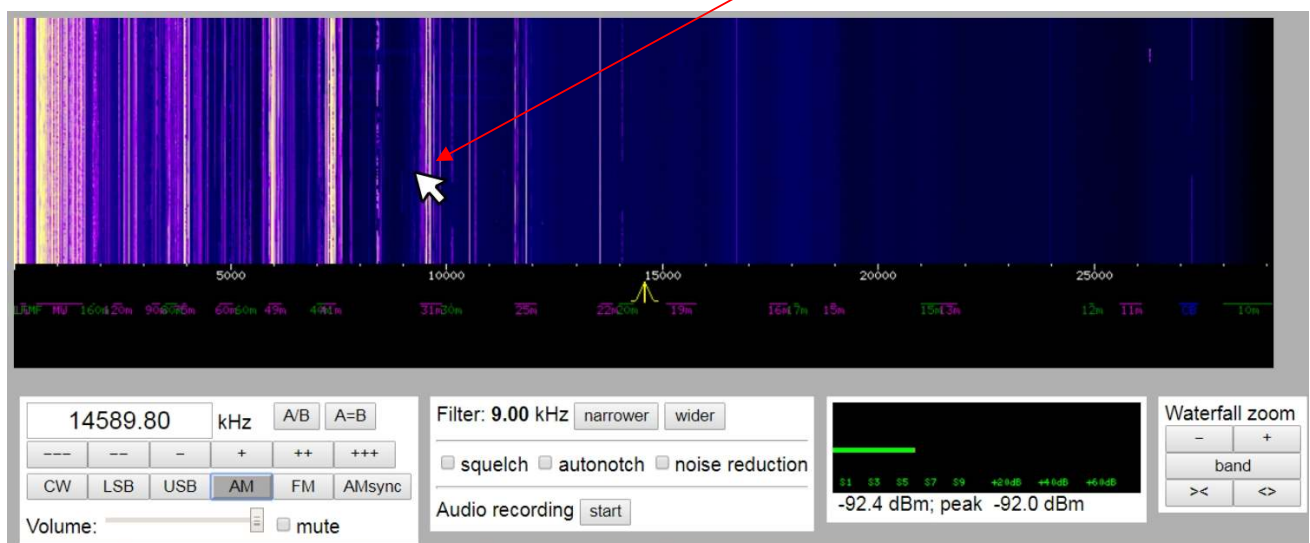 5000 10000 15000 20000 25000
MW 160m 120m 90m 60m 49m 31m 30m 25m 22m 20m 19m 16m 17m 15m 15m 13m 12m 11m CB 10m
14589.80 kHz A/B A=B
--- -- - + ++ +++
CW LSB USB AM FM AMsync
Volume: mute
Filter: 9.00 kHz narrower wider
squelch autonotch noise reduction
Audio recording start
S1 S3 S5 S7 S9 +20dB +40dB +60dB
-92.4 dBm; peak -92.0 dBm
Waterfall zoom
- +
band
>< <>